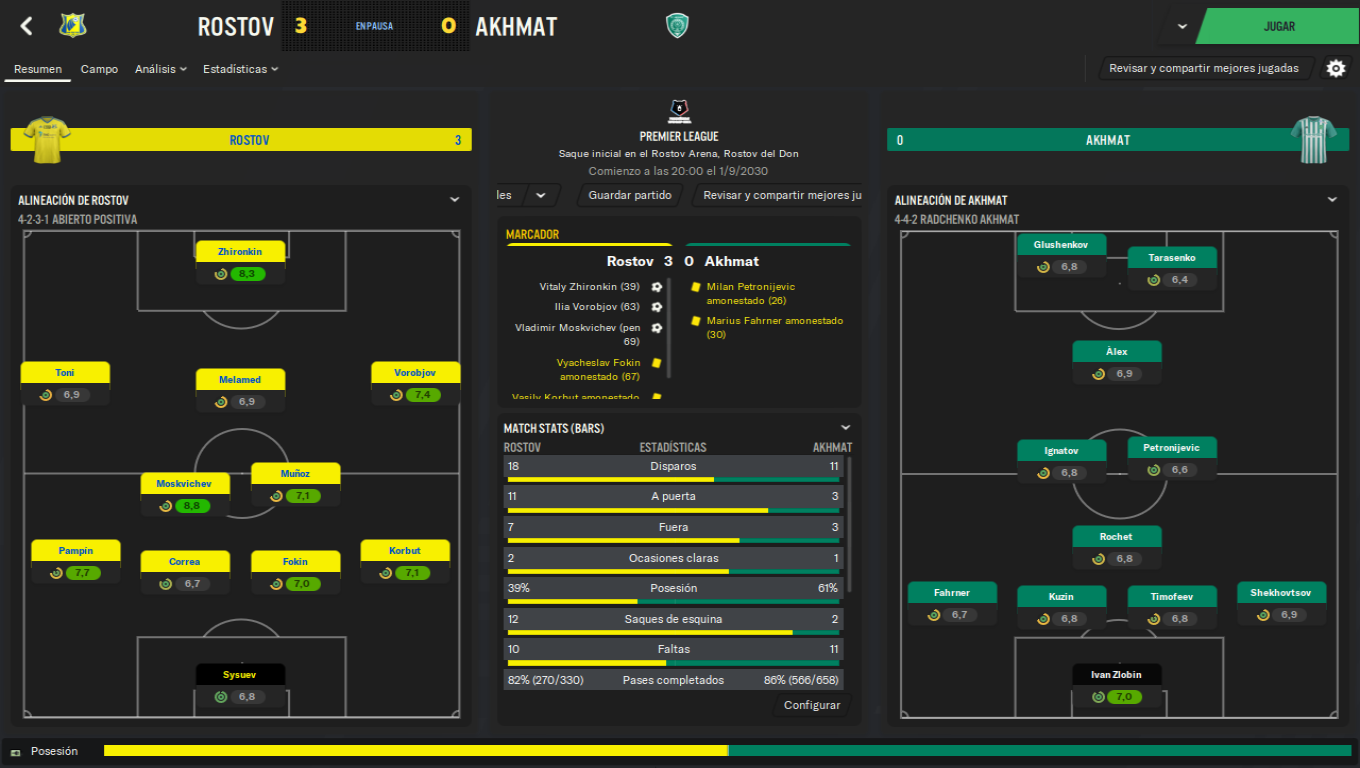 ROSTOV 3 EN PAUSA 0 AKHMAT
JUGAR
Resumen Campo Análisis Estadísticas
Revisar y compartir mejores jugadas
ROSTOV 3
ALINEACIÓN DE ROSTOV
4-2-3-1 ABIERTO POSITIVA
Zhironkin
8,3
Toni
6,9
Melamed
6,9
Vorobjov
7,4
Moskvichev
8,8
Muñoz
7,1
Pampín
7,7
Correa
6,7
Fokin
7,0
Korbut
7,1
Sysuev
6,8
PREMIER LEAGUE
Saque inicial en el Rostov Arena, Rostov del Don
Comienzo a las 20:00 el 1/9/2030
les
Guardar partido
Revisar y compartir mejores ju
MARCADOR
Rostov 3 0 Akhmat
Vitaly Zhironkin (39)
Ilia Vorobjov (63)
Vladimir Moskvichev (pen
69)
Vyacheslav Fokin
amonestado (67)
Vasily Korbut amonestado
Milan Petronijevic
amonestado (26)
Marius Fahrner amonestado
(30)
MATCH STATS (BARS)
ROSTOV ESTADÍSTICAS AKHMAT
18 Disparos 11
11 A puerta 3
7 Fuera 3
2 Ocasiones claras 1
39% Posesión 61%
12 Saques de esquina 2
10 Faltas 11
82% (270/330) Pases completados 86% (566/658)
Configurar
0 AKHMAT
ALINEACIÓN DE AKHMAT
4-4-2 RADCHENKO AKHMAT
Glushenkov
6,8
Tarasenko
6,4
Àlex
6,9
Ignatov
6,8
Petronijevic
6,6
Rochet
6,8
Fahrner
6,7
Kuzin
6,8
Timofeev
6,8
Shekhovtsov
6,9
Ivan Zlobin
7,0
Posesión